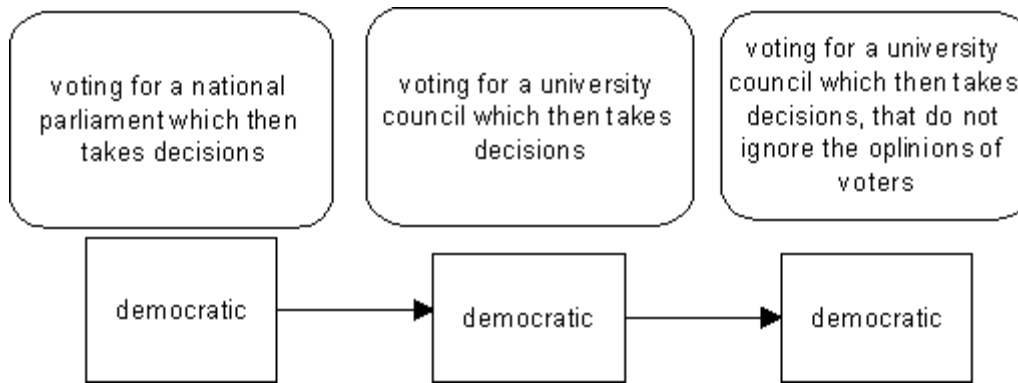 voting for a national
parliament which then
takes decisions
voting for a university
council which then takes
decisions
voting for a university
council which then takes
decisions, that do not
ignore the oplinions of
voters
democratic
democratic
democratic